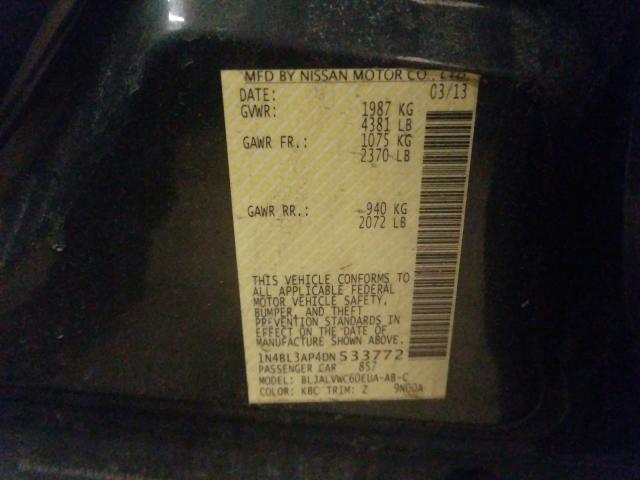 MFD BY NISSAN MOTOR CO., LTD.
DATE: 03/13
GVWR: 1987 KG
4381 LB
GAWR FR.: 1075 KG
2370 LB
GAWR RR.: 940 KG
2072 LB
THIS VEHICLE CONFORMS TO
ALL APPLICABLE FEDERAL
MOTOR VEHICLE SAFETY,
BUMPER, AND THEFT
PREVENTION STANDARDS IN
EFFECT ON THE DATE OF
MANUFACTURE SHOWN ABOVE.
1N4BL3AP4DN533772
PASSENGER CAR 857
MODEL: BLJALVWC60EUA-AB-C
COLOR: KBC TRIM: Z 9N00A